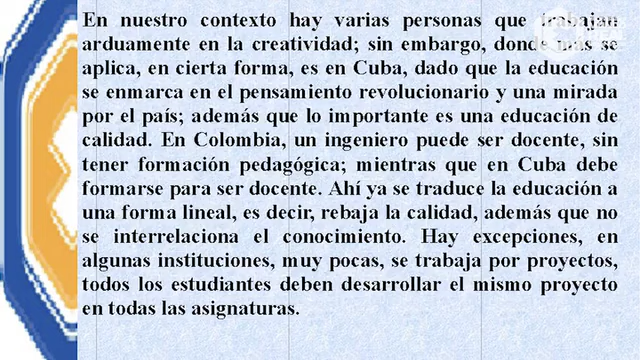 En nuestro contexto hay varias personas que trabajan
arduamente en la creatividad; sin embargo, donde más se
aplica, en cierta forma, es en Cuba, dado que la educación
se enmarca en el pensamiento revolucionario y una mirada
por el país; además que lo importante es una educación de
calidad. En Colombia, un ingeniero puede ser docente, sin
tener formación pedagógica; mientras que en Cuba debe
formarse para ser docente. Ahí ya se traduce la educación a
una forma lineal, es decir, rebaja la calidad, además que no
se interrelaciona el conocimiento. Hay excepciones, en
algunas instituciones, muy pocas, se trabaja por proyectos,
todos los estudiantes deben desarrollar el mismo proyecto
en todas las asignaturas.